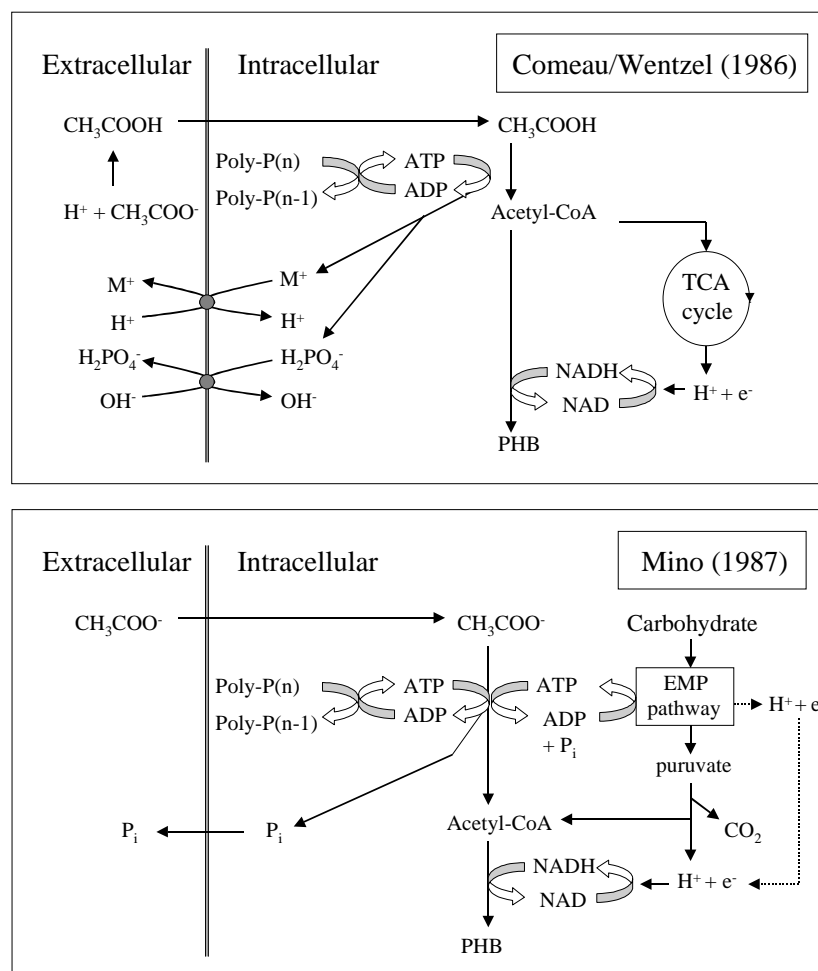 Extracellular Intracellular Comeau/Wentzel (1986)
CH₃COOH CH₃COOH
Poly-P(n) ATP
Poly-P(n-1) ADP
H⁺ + CH₃COO⁻ Acetyl-CoA
M⁺ M⁺
TCA
cycle
H⁺ H⁺
H₂PO₄⁻ H₂PO₄⁻
NADH H⁺ + e⁻
OH⁻ OH⁻ NAD
PHB
Extracellular Intracellular Mino (1987)
CH₃COO⁻ CH₃COO⁻ Carbohydrate
Poly-P(n) ATP ATP EMP
pathway H⁺ + e
Poly-P(n-1) ADP ADP
+ Pᵢ
puruvate
Pᵢ Pᵢ Acetyl-CoA CO₂
NADH H⁺ + e⁻
NAD
PHB